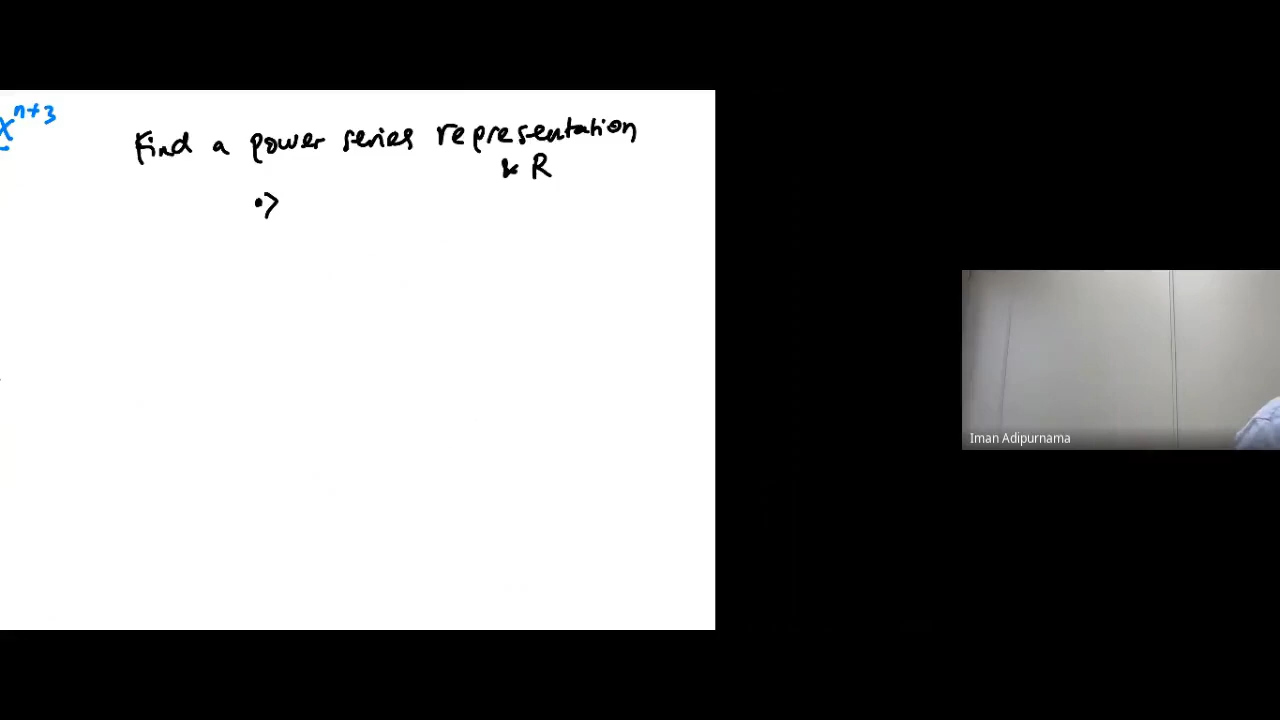 x^{n+3}
Find a power series representation
& R
•>
Iman Adipurnama